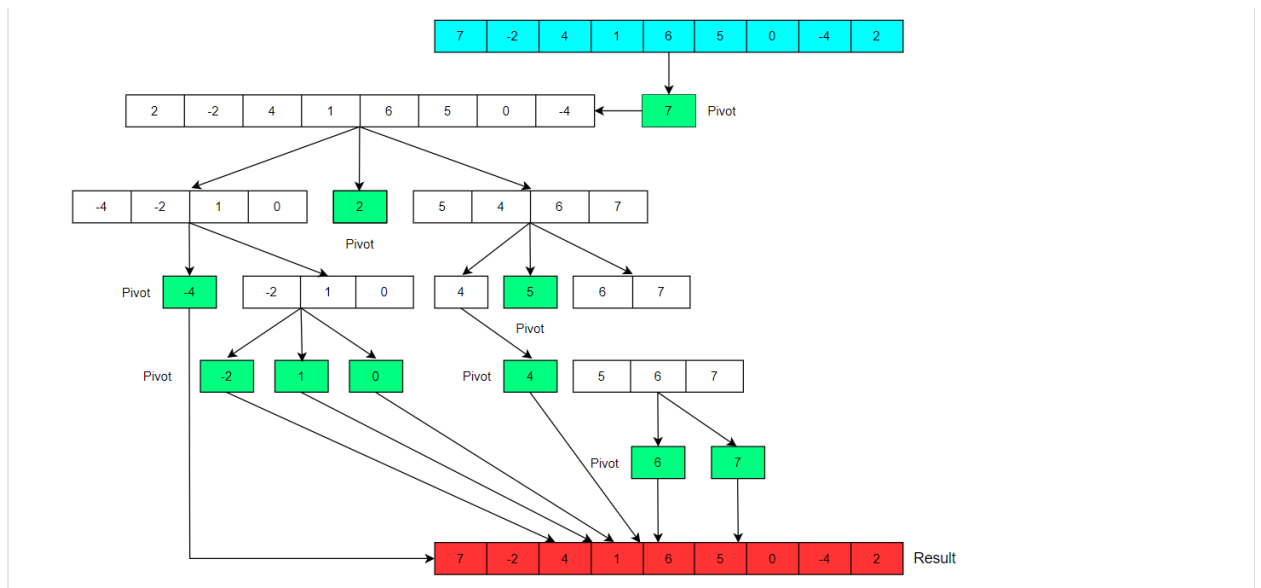 7 -2 4 1 6 5 0 -4 2
2 -2 4 1 6 5 0 -4 7 Pivot
-4 -2 1 0 2 5 4 6 7
Pivot
Pivot -4 -2 1 0 4 5 6 7
Pivot
Pivot -2 1 0 Pivot 4 5 6 7
Pivot 6 7
7 -2 4 1 6 5 0 -4 2 Result